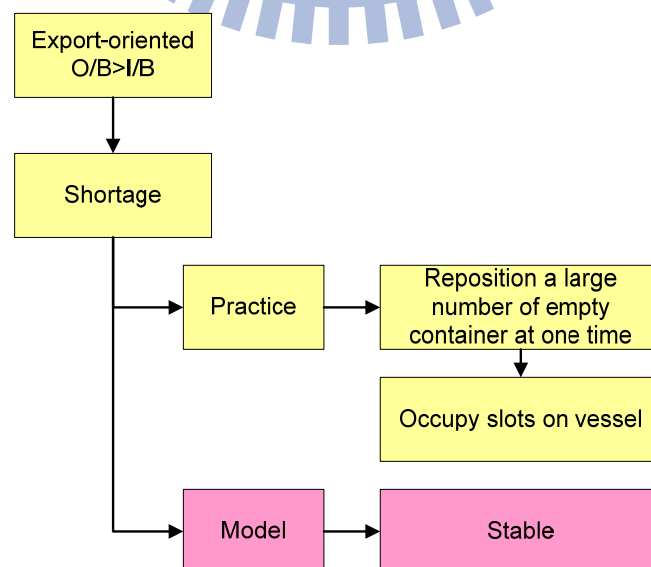 Export-oriented
O/B>I/B
Shortage
Practice
Reposition a large
number of empty
container at one time
Occupy slots on vessel
Model
Stable